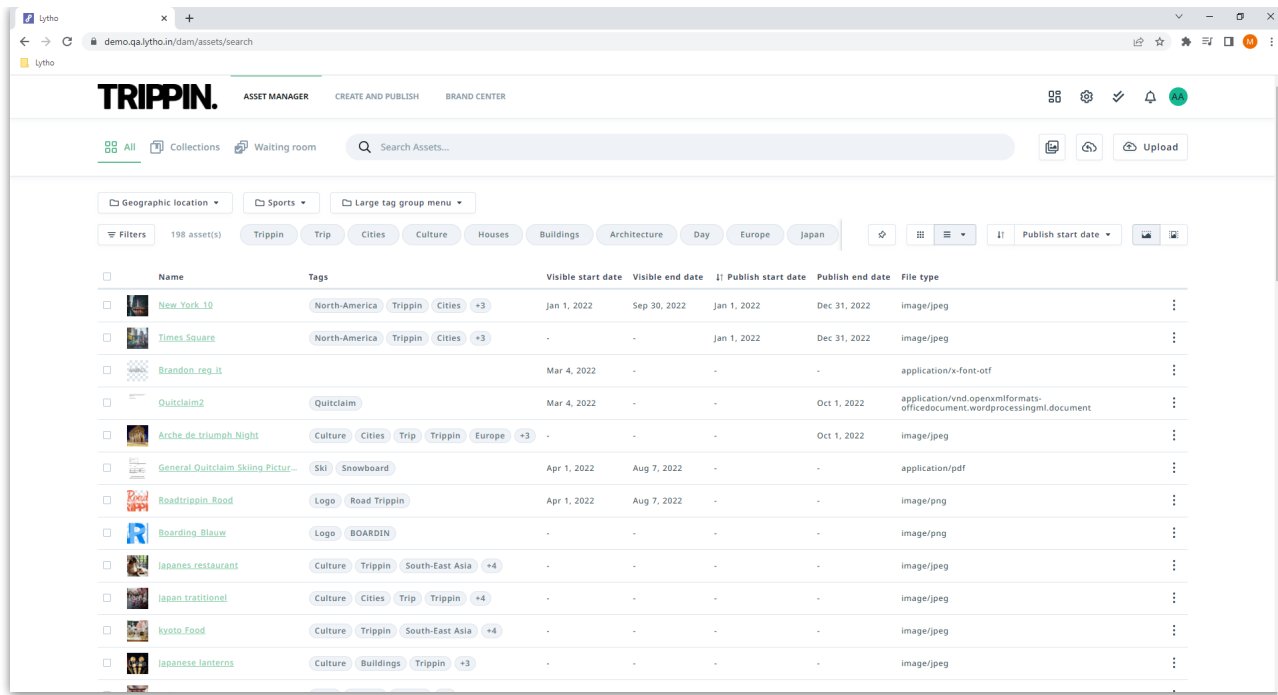 Lytho
demo.qa.lytho.in/dam/assets/search
M
Lytho
TRIPPIN.
ASSET MANAGER
CREATE AND PUBLISH
BRAND CENTER
AA
All
Collections
Waiting room
Search Assets...
Upload
Geographic location
Sports
Large tag group menu
Filters
198 asset(s)
Trippin
Trip
Cities
Culture
Houses
Buildings
Architecture
Day
Europe
Japan
Publish start date
Name Tags Visible start date Visible end date Publish start date Publish end date File type
New York 10 North-America Trippin Cities +3 Jan 1, 2022 Sep 30, 2022 Jan 1, 2022 Dec 31, 2022 image/jpeg
Times Square North-America Trippin Cities +3 - - Jan 1, 2022 Dec 31, 2022 image/jpeg
Brandon_reg_it Mar 4, 2022 - - - application/x-font-otf
Quitclaim2 Quitclaim Mar 4, 2022 - - Oct 1, 2022 application/vnd.openxmlformats-
officedocument.wordprocessingml.document
Arche de triumph Night Culture Cities Trip Trippin Europe +3 - - - Oct 1, 2022 image/jpeg
General Quitclaim Skiing Pictur... Ski Snowboard Apr 1, 2022 Aug 7, 2022 - - application/pdf
Roadtrippin_Rood Logo Road Trippin Apr 1, 2022 Aug 7, 2022 - - image/png
Boarding_Blauw Logo BOARDIN - - - - image/png
Japanes restaurant Culture Trippin South-East Asia +4 - - - - image/jpeg
Japan tratitionel Culture Cities Trip Trippin +4 - - - - image/jpeg
kyoto Food Culture Trippin South-East Asia +4 - - - - image/jpeg
Japanese lanterns Culture Buildings Trippin +3 - - - - image/jpeg